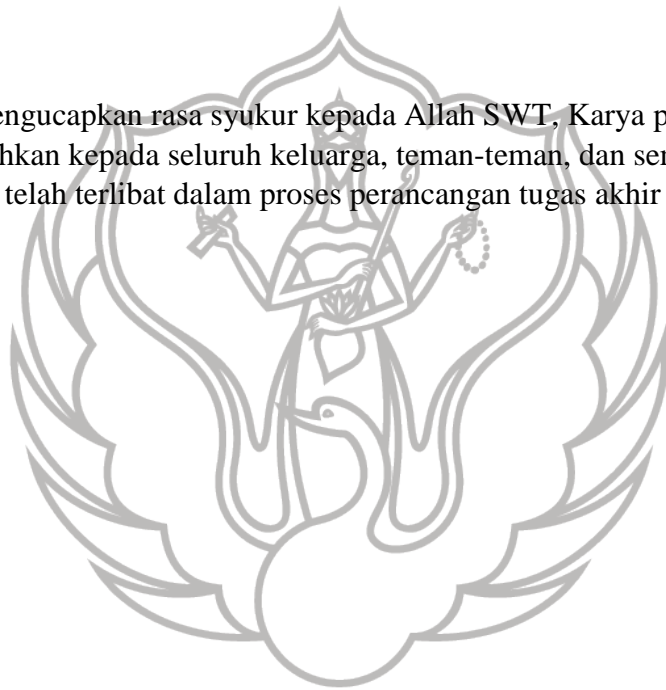 engucapkan rasa syukur kepada Allah SWT, Karya p
hkan kepada seluruh keluarga, teman-teman, dan se
telah terlibat dalam proses perancangan tugas akhir